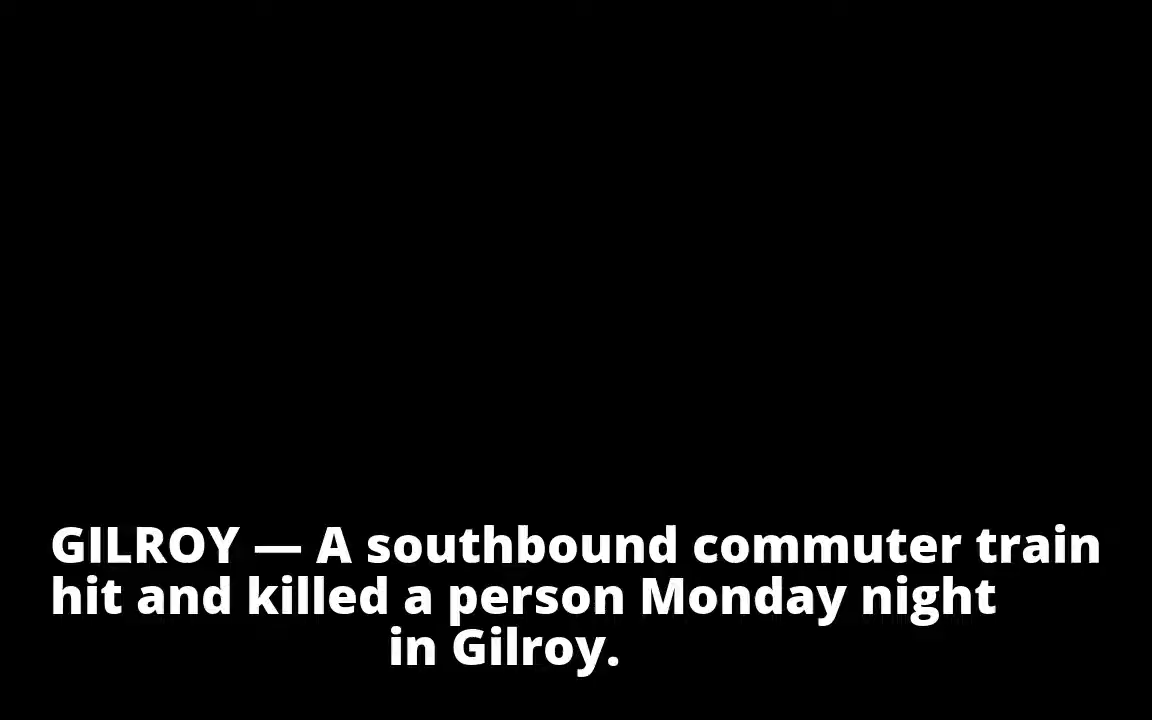 GILROY — A southbound commuter train
hit and killed a person Monday night
in Gilroy.